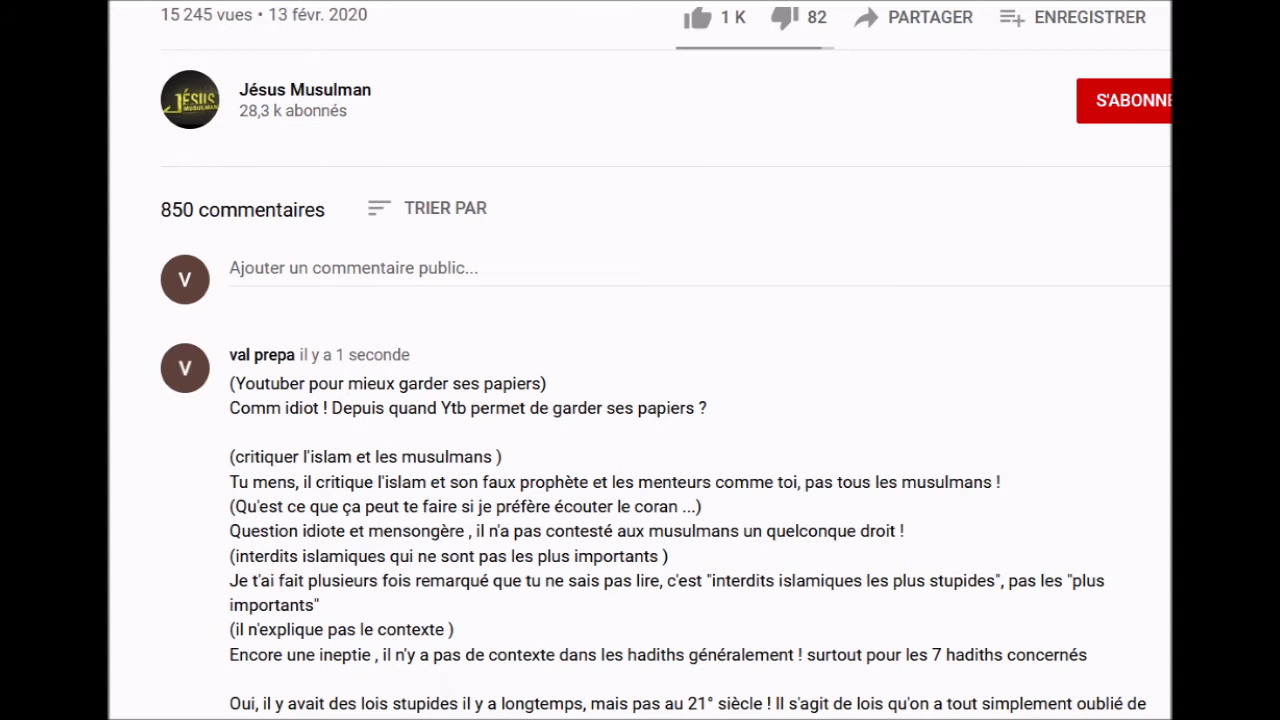 15 245 vues • 13 févr. 2020
1 K
82
PARTAGER
ENREGISTRER
JÉSUS
MUSULMAN
Jésus Musulman
28,3 k abonnés
S'ABONNE
850 commentaires
TRIER PAR
V
Ajouter un commentaire public...
V
val prepa il y a 1 seconde
(Youtuber pour mieux garder ses papiers)
Comm idiot ! Depuis quand Ytb permet de garder ses papiers ?
(critiquer l'islam et les musulmans )
Tu mens, il critique l'islam et son faux prophète et les menteurs comme toi, pas tous les musulmans !
(Qu'est ce que ça peut te faire si je préfère écouter le coran ...)
Question idiote et mensongère , il n'a pas contesté aux musulmans un quelconque droit !
(interdits islamiques qui ne sont pas les plus importants )
Je t'ai fait plusieurs fois remarqué que tu ne sais pas lire, c'est "interdits islamiques les plus stupides", pas les "plus
importants"
(il n'explique pas le contexte )
Encore une ineptie , il n'y a pas de contexte dans les hadiths généralement ! surtout pour les 7 hadiths concernés
Oui, il y avait des lois stupides il y a longtemps, mais pas au 21° siècle ! Il s'agit de lois qu'on a tout simplement oublié de